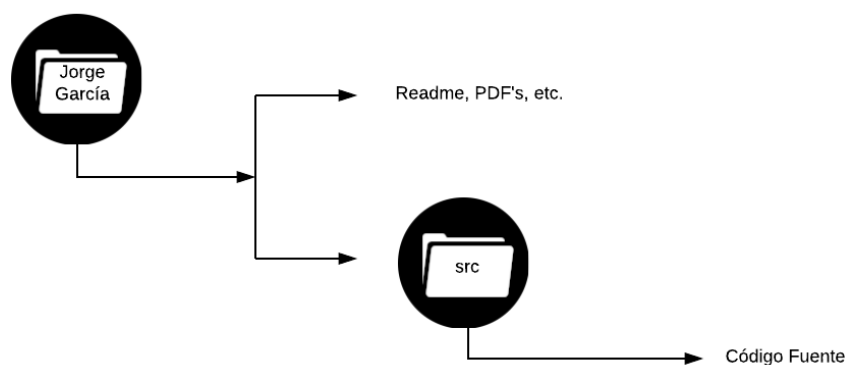 Jorge
García
Readme, PDF's, etc.
src
Código Fuente